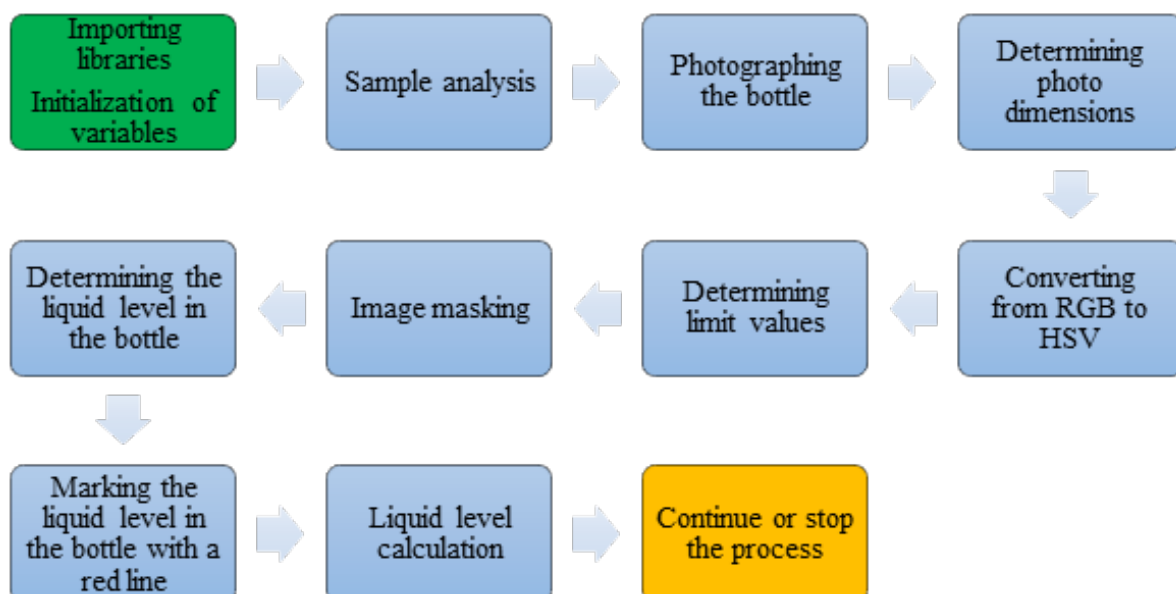 Importing
libraries
Initialization of
variables
Sample analysis
Photographing
the bottle
Determining
photo
dimensions
Converting
from RGB to
HSV
Determining
limit values
Image masking
Determining the
liquid level in
the bottle
Marking the
liquid level in
the bottle with a
red line
Liquid level
calculation
Continue or stop
the process